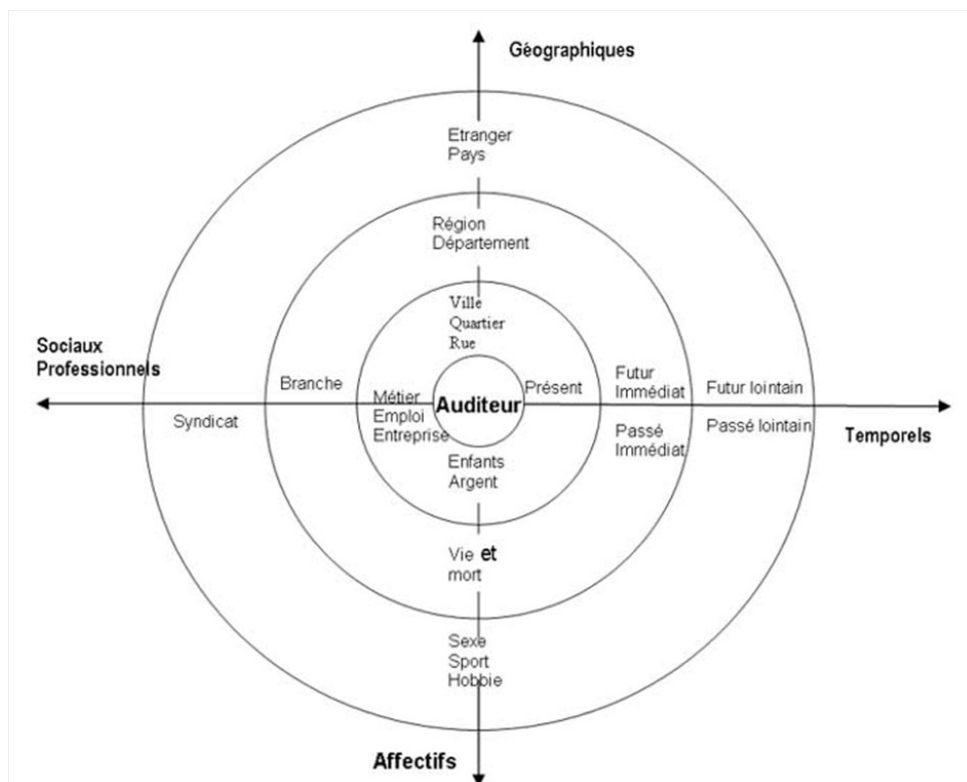 Géographiques
Etranger
Pays
Région
Département
Ville
Quartier
Rue
Sociaux
Professionnels
Syndicat
Branche
Métier
Emploi
Entreprise
Auditeur
Présent
Futur
Immédiat
Passé
Immédiat
Futur lointain
Passé lointain
Temporels
Enfants
Argent
Vie et
mort
Sexe
Sport
Hobbie
Affectifs